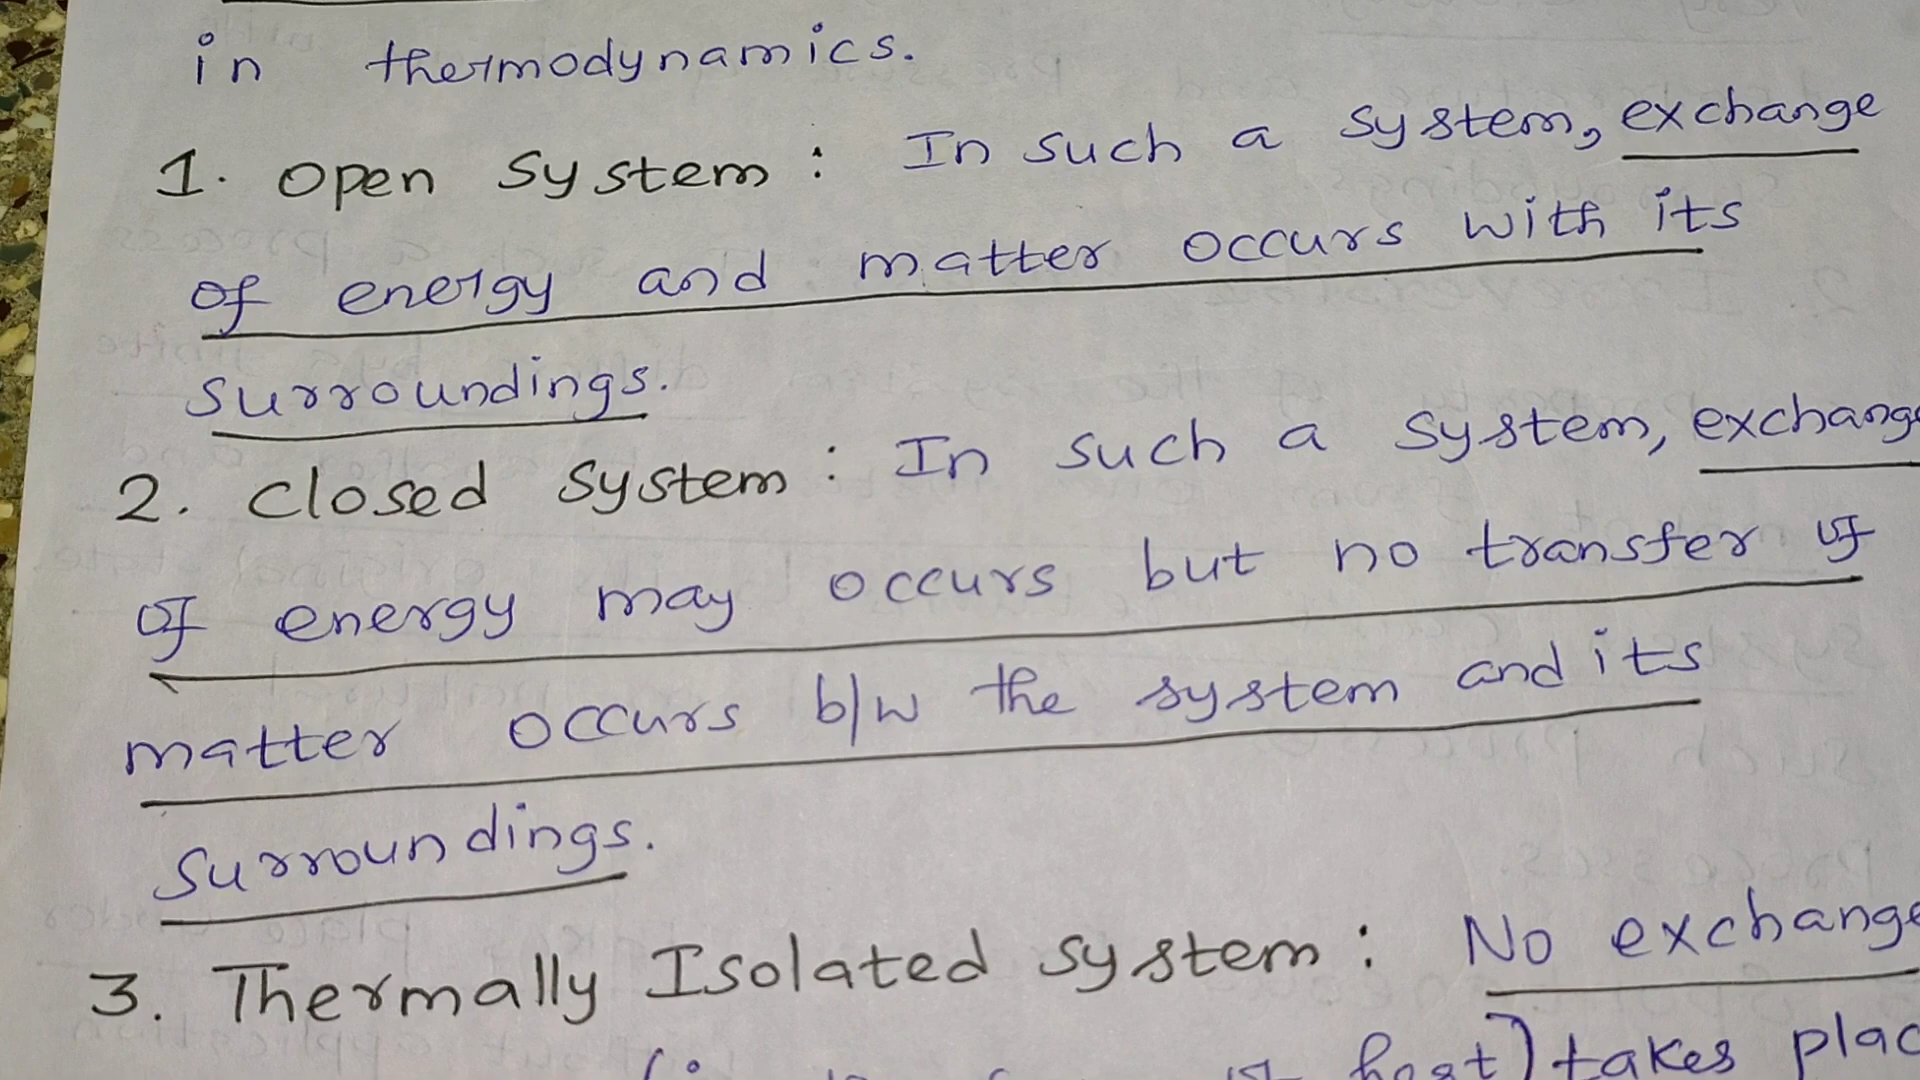 in thermodynamics.
1. Open System : In such a system, exchange
of energy and matter occurs with its
surroundings.
2. Closed System : In such a system, exchange
of energy may occurs but no transfer of
matter occurs b/w the system and its
surroundings.
3. Thermally Isolated system : No exchange
heat) takes plac